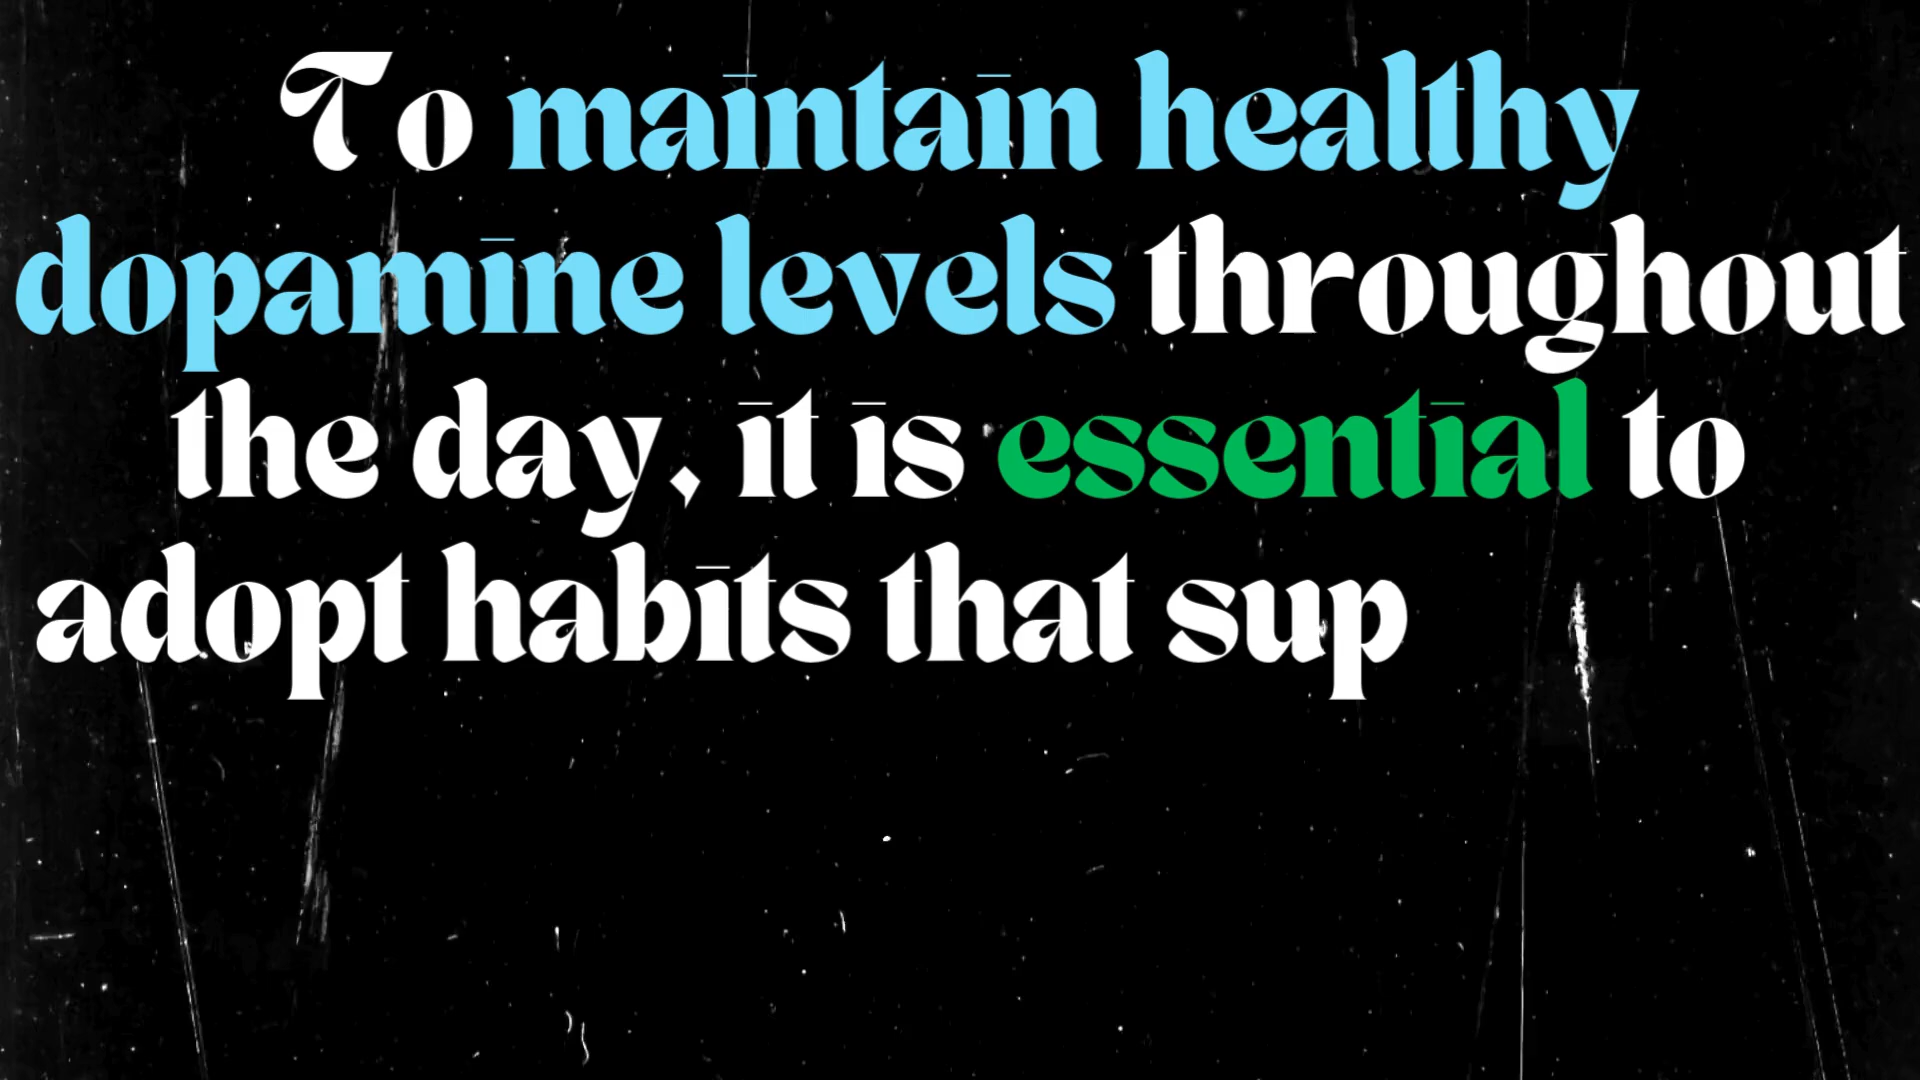 To maintain healthy
dopamine levels throughout
the day, it is essential to
adopt habits that sup